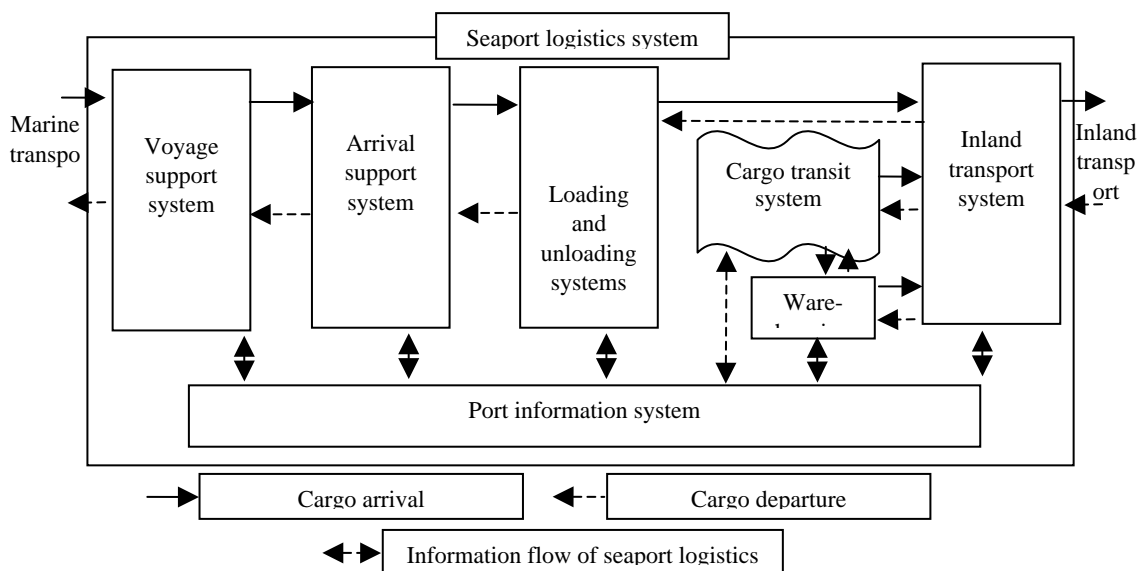 Seaport logistics system
Marine
transpo
Voyage
support
system
Arrival
support
system
Loading
and
unloading
systems
Cargo transit
system
Ware-
Inland
transport
system
Inland
transp
ort
Port information system
Cargo arrival
Cargo departure
Information flow of seaport logistics